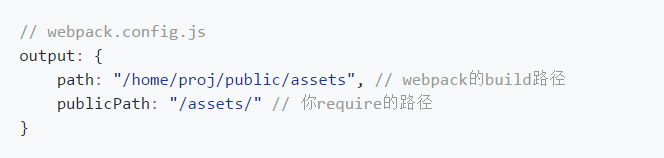 // webpack.config.js
output: {
    path: "/home/proj/public/assets", // webpack的build路径
    publicPath: "/assets/" // 你require的路径
}